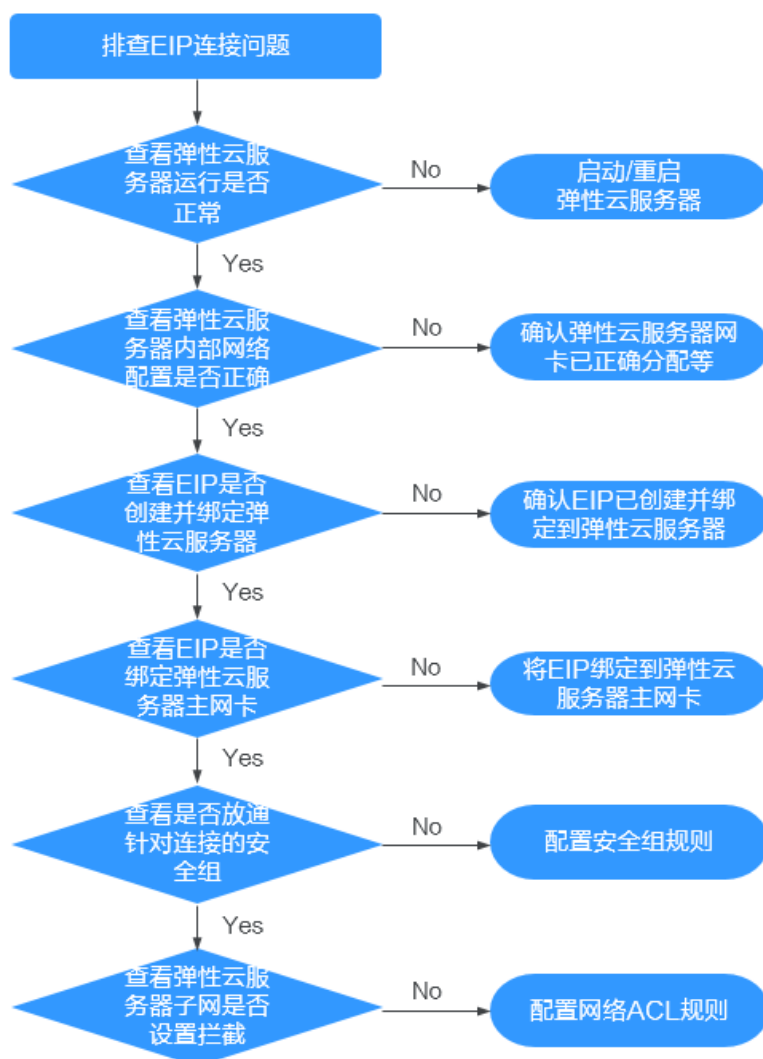 排查EIP连接问题
查看弹性云服
务器运行是否
正常
No
启动/重启
弹性云服务器
Yes
查看弹性云服
务器内部网络
配置是否正确
No
确认弹性云服务器网
卡已正确分配等
Yes
查看EIP是否
创建并绑定弹
性云服务器
No
确认EIP已创建并绑
定到弹性云服务器
Yes
查看EIP是否
绑定弹性云服
务器主网卡
No
将EIP绑定到弹性云
服务器主网卡
Yes
查看是否放通
针对连接的安
全组
No
配置安全组规则
Yes
查看弹性云服
务器子网是否
设置拦截
No
配置网络ACL规则